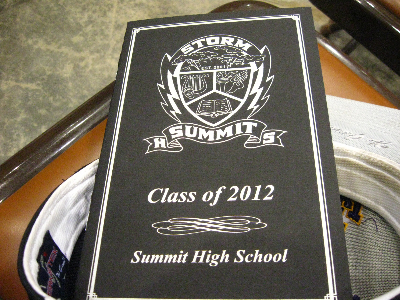 STORM
SUMMIT
H S
Class of 2012
Summit High School